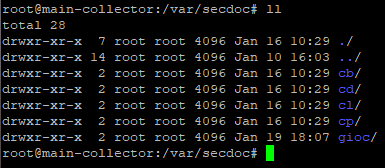 root@main-collector:/var/secdoc# ll
total 28
drwxr-xr-x  7 root root 4096 Jan 16 10:29 ./
drwxr-xr-x 14 root root 4096 Jan 10 16:03 ../
drwxr-xr-x  2 root root 4096 Jan 16 10:29 cb/
drwxr-xr-x  2 root root 4096 Jan 16 10:29 cd/
drwxr-xr-x  2 root root 4096 Jan 16 10:29 cl/
drwxr-xr-x  2 root root 4096 Jan 16 10:29 cp/
drwxr-xr-x  2 root root 4096 Jan 19 18:07 gioc/
root@main-collector:/var/secdoc#